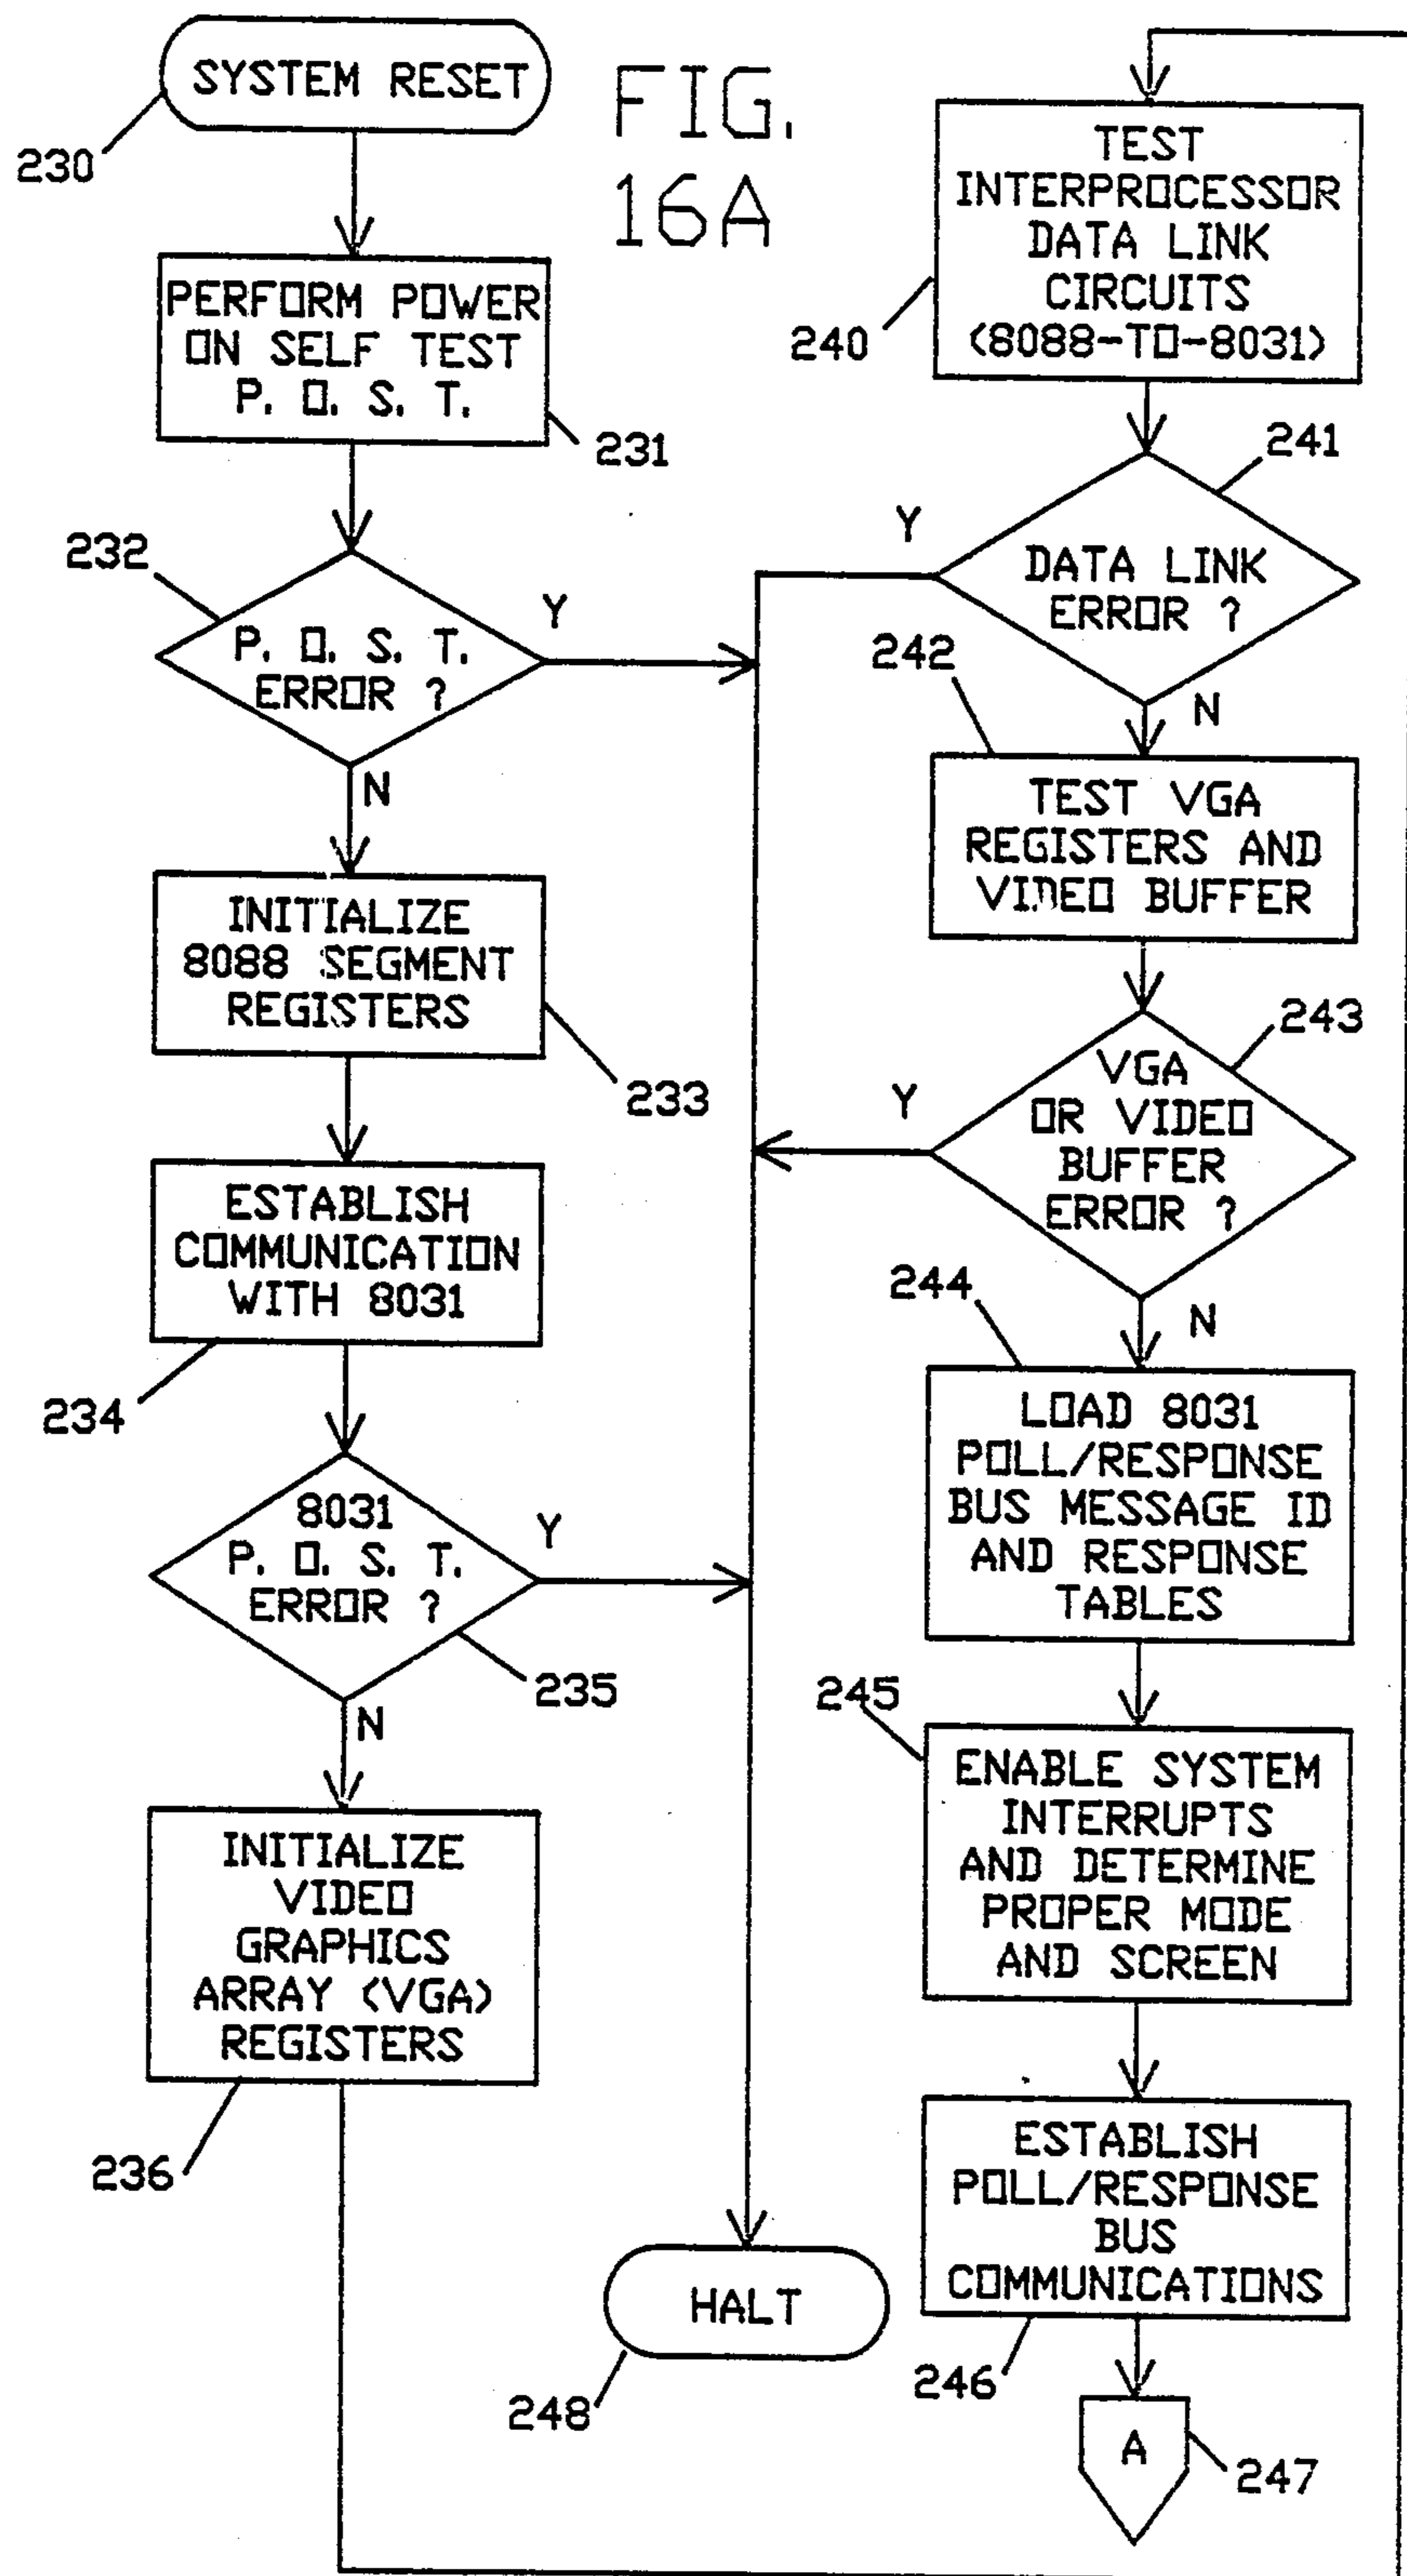 SYSTEM RESET
230
FIG.
16A
PERFORM POWER
ON SELF TEST
P. O. S. T.
231
232
P. O. S. T.
ERROR ?
Y
N
INITIALIZE
8088 SEGMENT
REGISTERS
233
ESTABLISH
COMMUNICATION
WITH 8031
234
8031
P. O. S. T.
ERROR ?
Y
235
N
INITIALIZE
VIDEO
GRAPHICS
ARRAY (VGA)
REGISTERS
236
HALT
248
TEST
INTERPROCESSOR
DATA LINK
CIRCUITS
(8088-TO-8031)
240
241
Y
DATA LINK
ERROR ?
242
N
TEST VGA
REGISTERS AND
VIDEO BUFFER
243
Y
VGA
OR VIDEO
BUFFER
ERROR ?
244
N
LOAD 8031
POLL/RESPONSE
BUS MESSAGE ID
AND RESPONSE
TABLES
245
ENABLE SYSTEM
INTERRUPTS
AND DETERMINE
PROPER MODE
AND SCREEN
ESTABLISH
POLL/RESPONSE
BUS
COMMUNICATIONS
246
A
247